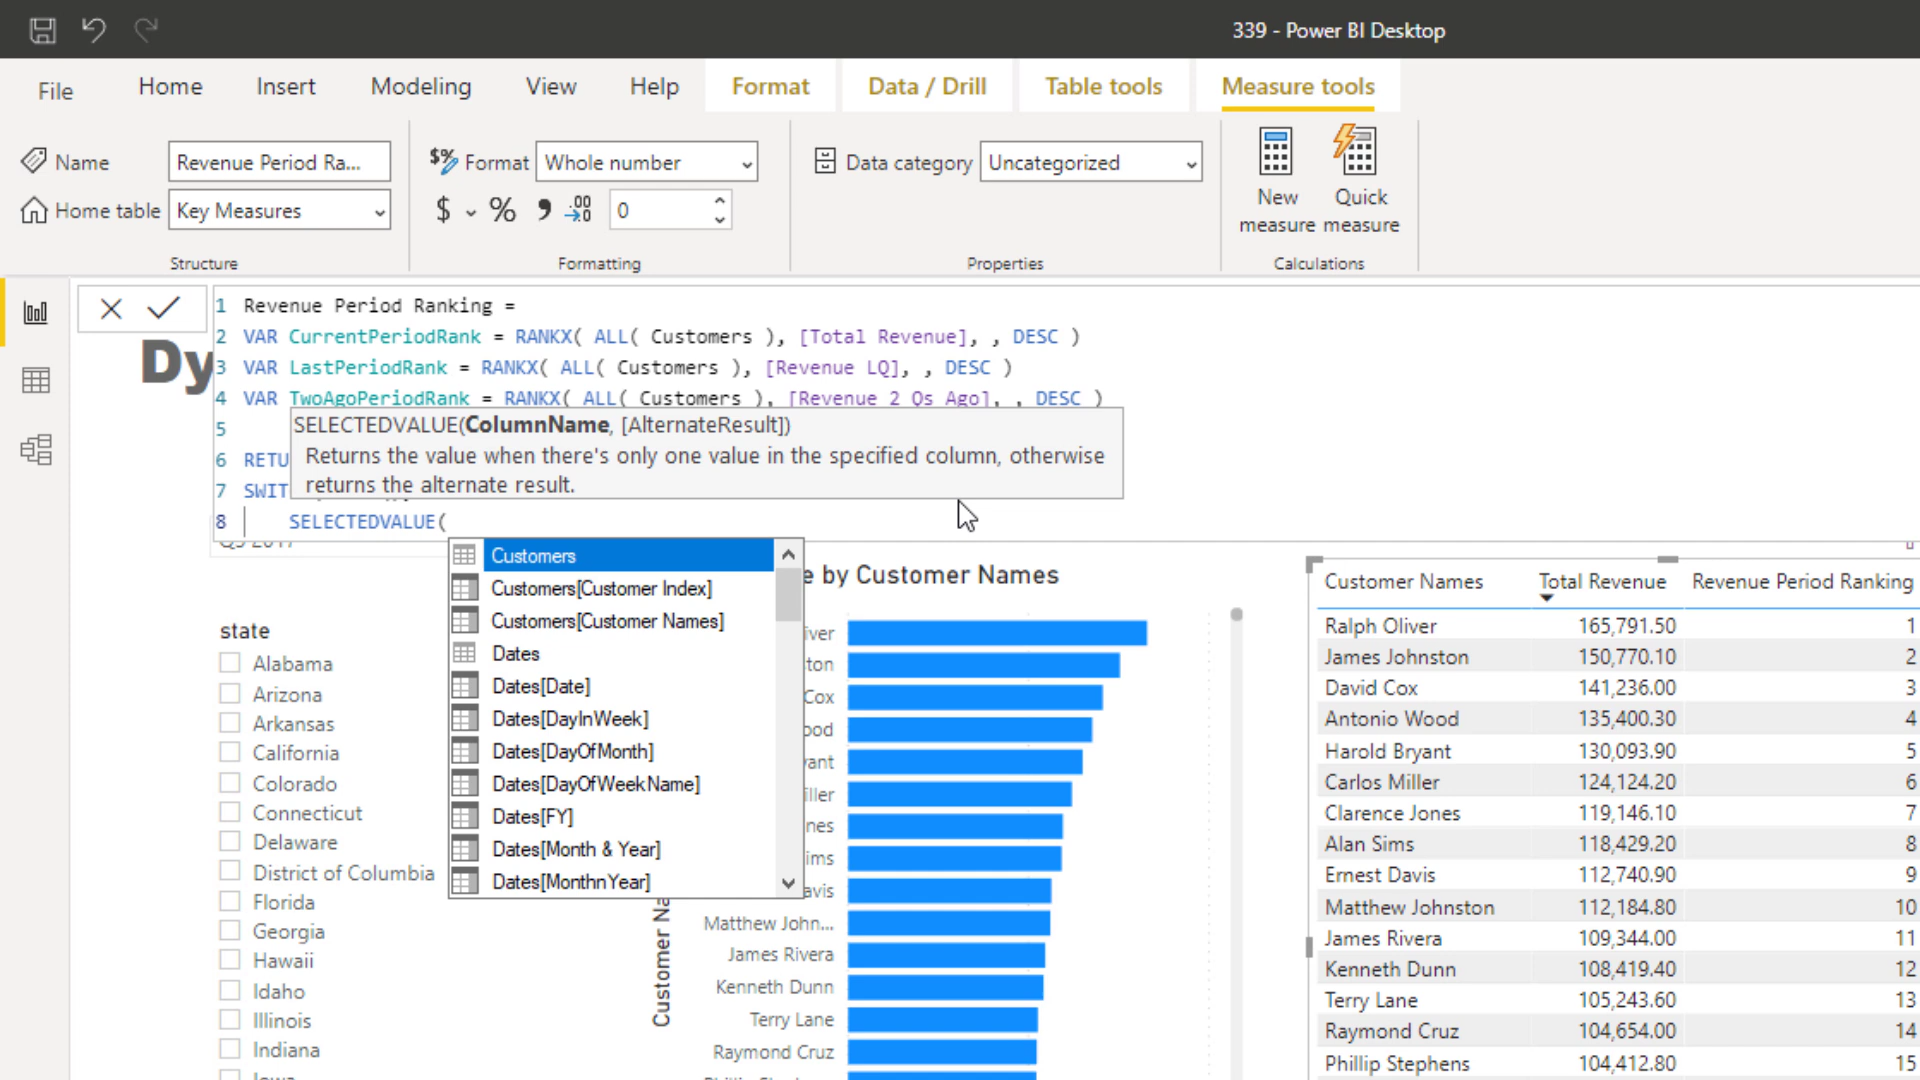 339 - Power BI Desktop
File Home Insert Modeling View Help Format Data / Drill Table tools Measure tools
Name Revenue Period Ra...
Home table Key Measures
Structure
$% Format Whole number
$ % , .00 →.0 0
Formatting
Data category Uncategorized
Properties
New measure
Quick measure
Calculations
1 Revenue Period Ranking =
2 VAR CurrentPeriodRank = RANKX( ALL( Customers ), [Total Revenue], , DESC )
3 VAR LastPeriodRank = RANKX( ALL( Customers ), [Revenue LQ], , DESC )
4 VAR TwoAgoPeriodRank = RANKX( ALL( Customers ), [Revenue 2 Qs Ago], , DESC )
5
6 RETU
7 SWIT
8 SELECTEDVALUE(
SELECTEDVALUE(ColumnName, [AlternateResult])
Returns the value when there's only one value in the specified column, otherwise
returns the alternate result.
Dy
Customers
Customers[Customer Index]
Customers[Customer Names]
Dates
Dates[Date]
Dates[DayInWeek]
Dates[DayOfMonth]
Dates[DayOfWeekName]
Dates[FY]
Dates[Month & Year]
Dates[MonthnYear]
state
Alabama
Arizona
Arkansas
California
Colorado
Connecticut
Delaware
District of Columbia
Florida
Georgia
Hawaii
Idaho
Illinois
Indiana
e by Customer Names
Customer Na
iver
ton
Cox
ood
yant
iller
nes
ims
avis
Matthew John...
James Rivera
Kenneth Dunn
Terry Lane
Raymond Cruz
Customer Names Total Revenue Revenue Period Ranking
Ralph Oliver 165,791.50 1
James Johnston 150,770.10 2
David Cox 141,236.00 3
Antonio Wood 135,400.30 4
Harold Bryant 130,093.90 5
Carlos Miller 124,124.20 6
Clarence Jones 119,146.10 7
Alan Sims 118,429.20 8
Ernest Davis 112,740.90 9
Matthew Johnston 112,184.80 10
James Rivera 109,344.00 11
Kenneth Dunn 108,419.40 12
Terry Lane 105,243.60 13
Raymond Cruz 104,654.00 14
Phillip Stephens 104,412.80 15